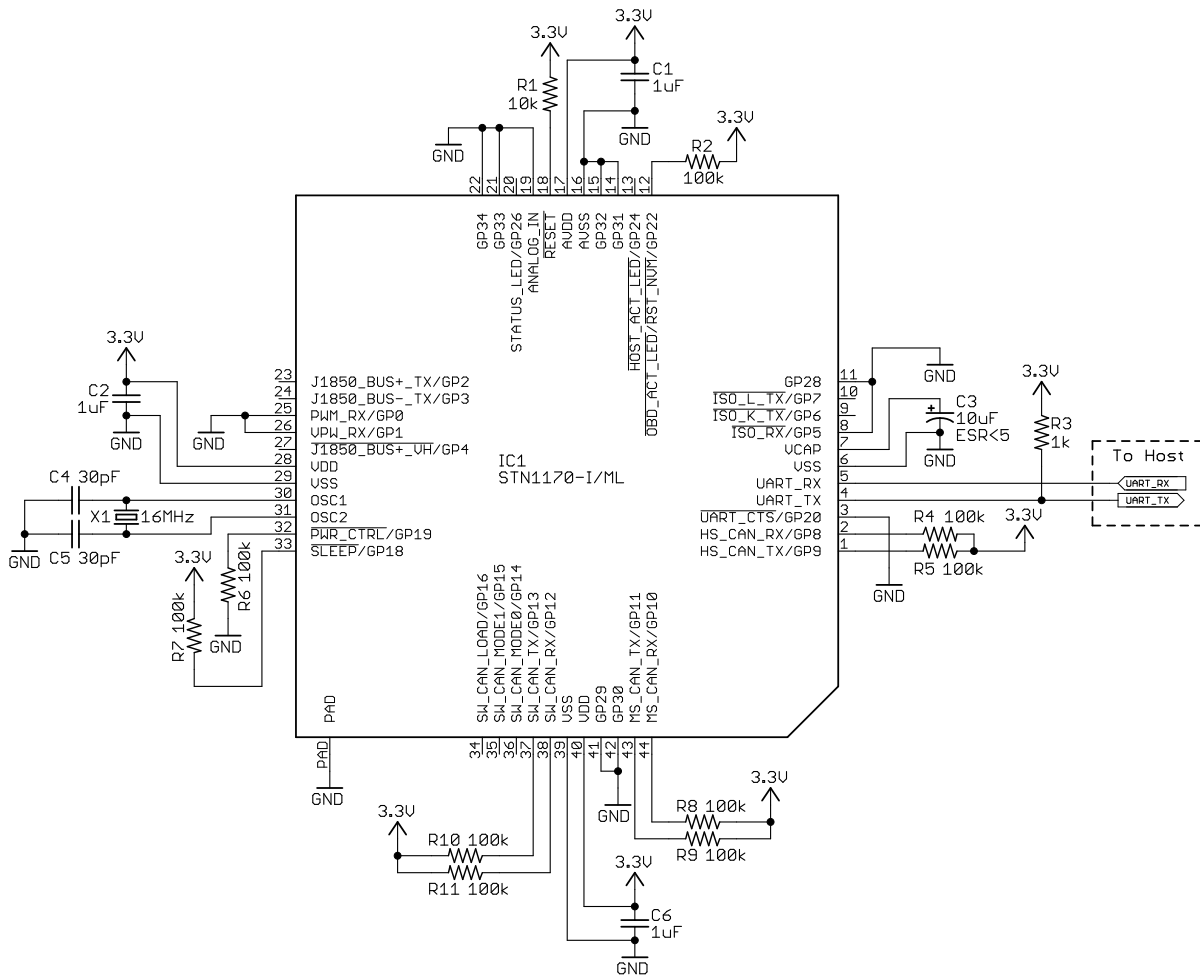 3.3V
3.3V
C1
1uF
R1
10k
GND
3.3V
R2
100k
GND
22
21
20
19
18
17
16
15
14
13
12
GP34
GP33
STATUS_LED/GP26
ANALOG_IN
RESET
AVDD
AVSS
GP32
GP31
HOST_ACT_LED/GP24
OBD_ACT_LED/RST_NVM/GP22
3.3V
C2
1uF
GND
GND
C4 30pF
X1
16MHz
C5 30pF
GND
3.3V
R7 100k
R6 100k
GND
23 J1850_BUS+_TX/GP2
24 J1850_BUS-_TX/GP3
25 PWM_RX/GP0
26 VPW_RX/GP1
27 J1850_BUS+_VH/GP4
28 VDD
29 VSS
30 OSC1
31 OSC2
32 PWR_CTRL/GP19
33 SLEEP/GP18
IC1
STN1170-I/ML
GP28 11
ISO_L_TX/GP7 10
ISO_K_TX/GP6 9
ISO_RX/GP5 8
VCAP 7
VSS 6
UART_RX 5
UART_TX 4
UART_CTS/GP20 3
HS_CAN_RX/GP8 2
HS_CAN_TX/GP9 1
GND
C3
10uF
ESR<5
GND
3.3V
R3
1k
To Host
UART_RX
UART_TX
R4 100k
R5 100k
3.3V
GND
PAD
PAD
GND
SW_CAN_LOAD/GP16
SW_CAN_MODE1/GP15
SW_CAN_MODE0/GP14
SW_CAN_TX/GP13
SW_CAN_RX/GP12
VSS
VDD
GP29
GP30
MS_CAN_TX/GP11
MS_CAN_RX/GP10
34
35
36
37
38
39
40
41
42
43
44
GND
3.3V
R8 100k
R9 100k
3.3V
R10 100k
R11 100k
3.3V
C6
1uF
GND